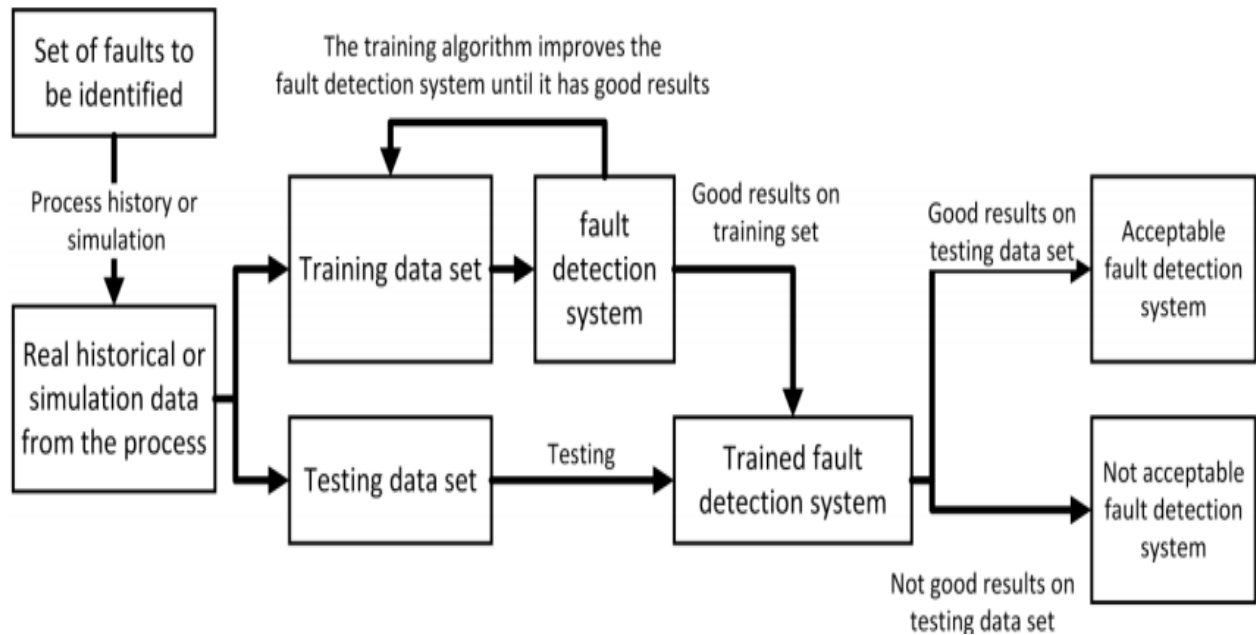 Set of faults to
be identified
The training algorithm improves the
fault detection system until it has good results
Process history or
simulation
Real historical or
simulation data
from the process
Training data set
fault
detection
system
Good results on
training set
Testing data set
Testing
Trained fault
detection system
Good results on
testing data set
Acceptable
fault detection
system
Not acceptable
fault detection
system
Not good results on
testing data set